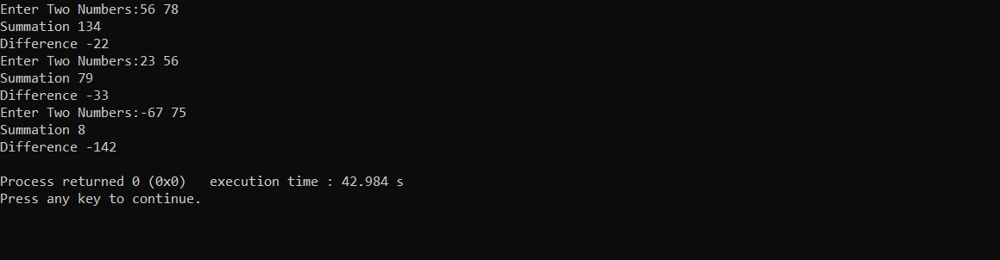 Enter Two Numbers:56 78
Summation 134
Difference -22
Enter Two Numbers:23 56
Summation 79
Difference -33
Enter Two Numbers:-67 75
Summation 8
Difference -142
Process returned 0 (0x0)   execution time : 42.984 s
Press any key to continue.